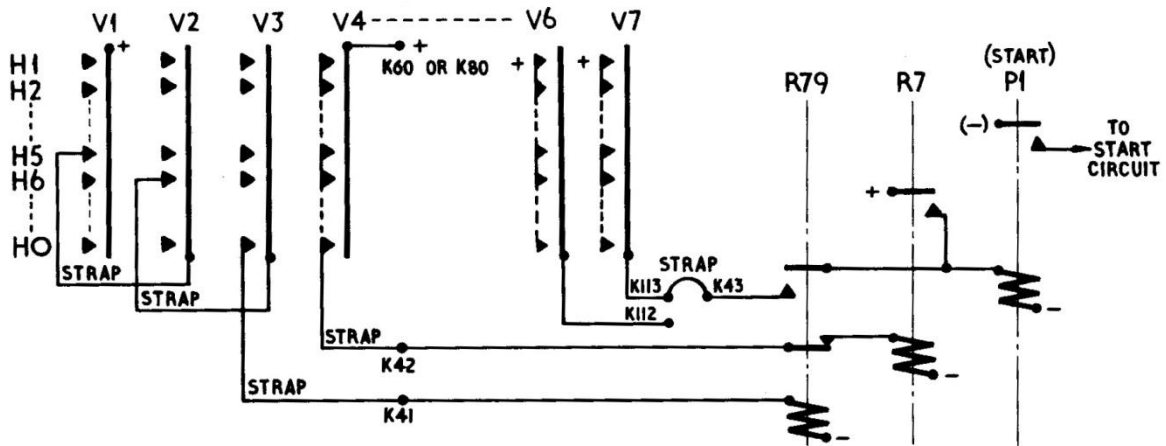 V1 V2 V3 V4 V6 V7
(START)
R79 R7 P1
+ +
K60 OR K80
+ +
H1
H2
(-)
TO
START
CIRCUIT
H5
H6
+
HO
STRAP
STRAP
STRAP
K113 K43
K112
-
STRAP
K42
-
STRAP
K41
-